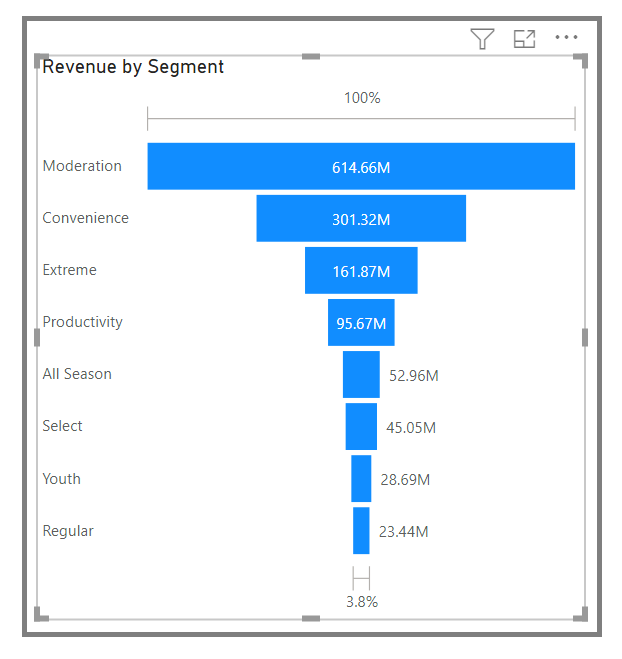 Revenue by Segment
100%
Moderation 614.66M
Convenience 301.32M
Extreme 161.87M
Productivity 95.67M
All Season 52.96M
Select 45.05M
Youth 28.69M
Regular 23.44M
3.8%